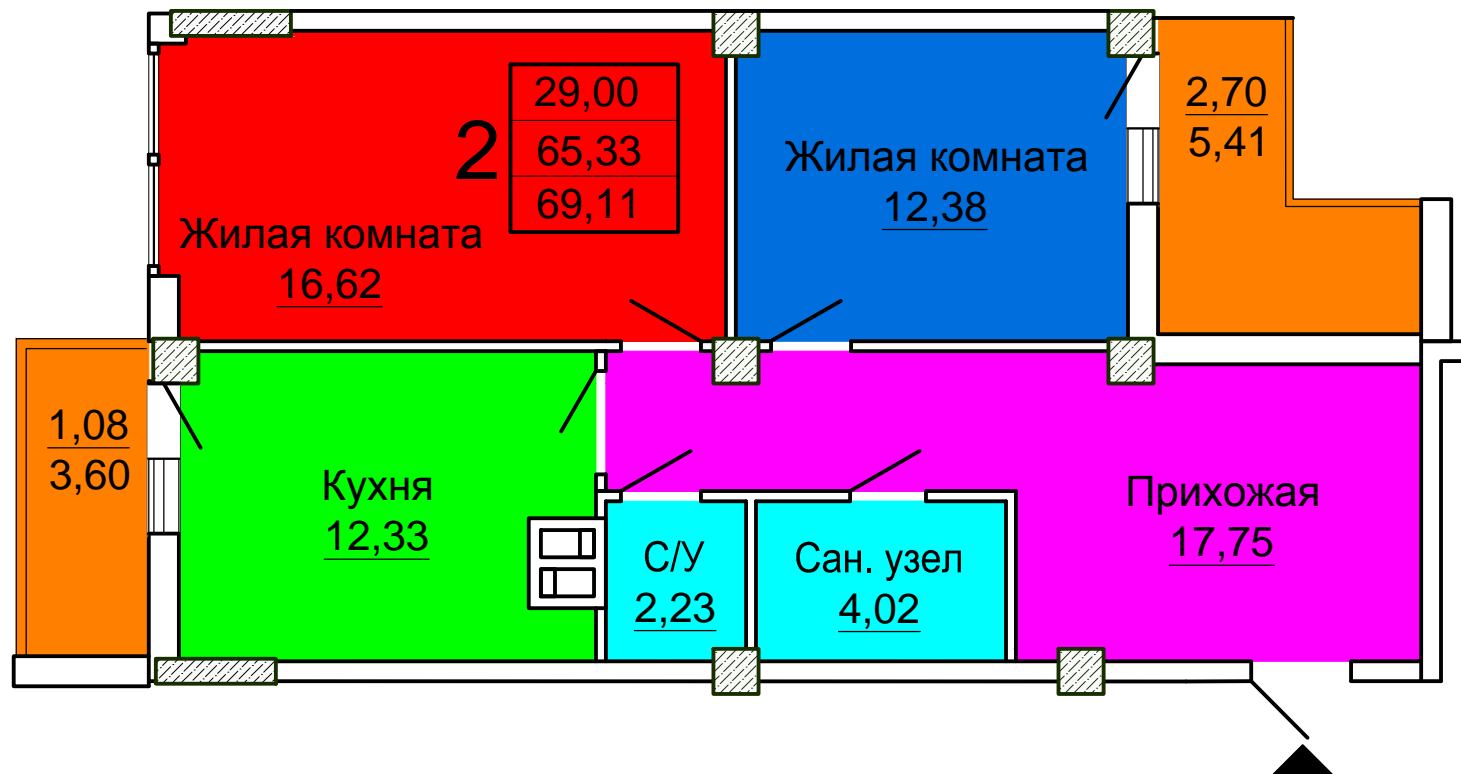 2
29,00
65,33
69,11
Жилая комната
16,62
Жилая комната
12,38
2,70
5,41
1,08
3,60
Кухня
12,33
С/У
2,23
Сан. узел
4,02
Прихожая
17,75